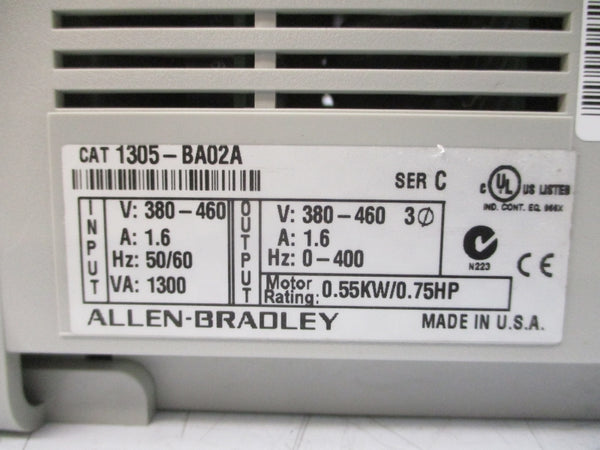 CAT 1305-BA02A
SER C
C UL US LISTED
IND. CONT. EQ. 966X
INPUT
V: 380-460
A: 1.6
Hz: 50/60
VA: 1300
OUTPUT
V: 380-460 3Ø
A: 1.6
Hz: 0-400
Motor Rating: 0.55KW/0.75HP
N223
CE
ALLEN-BRADLEY
MADE IN U.S.A.